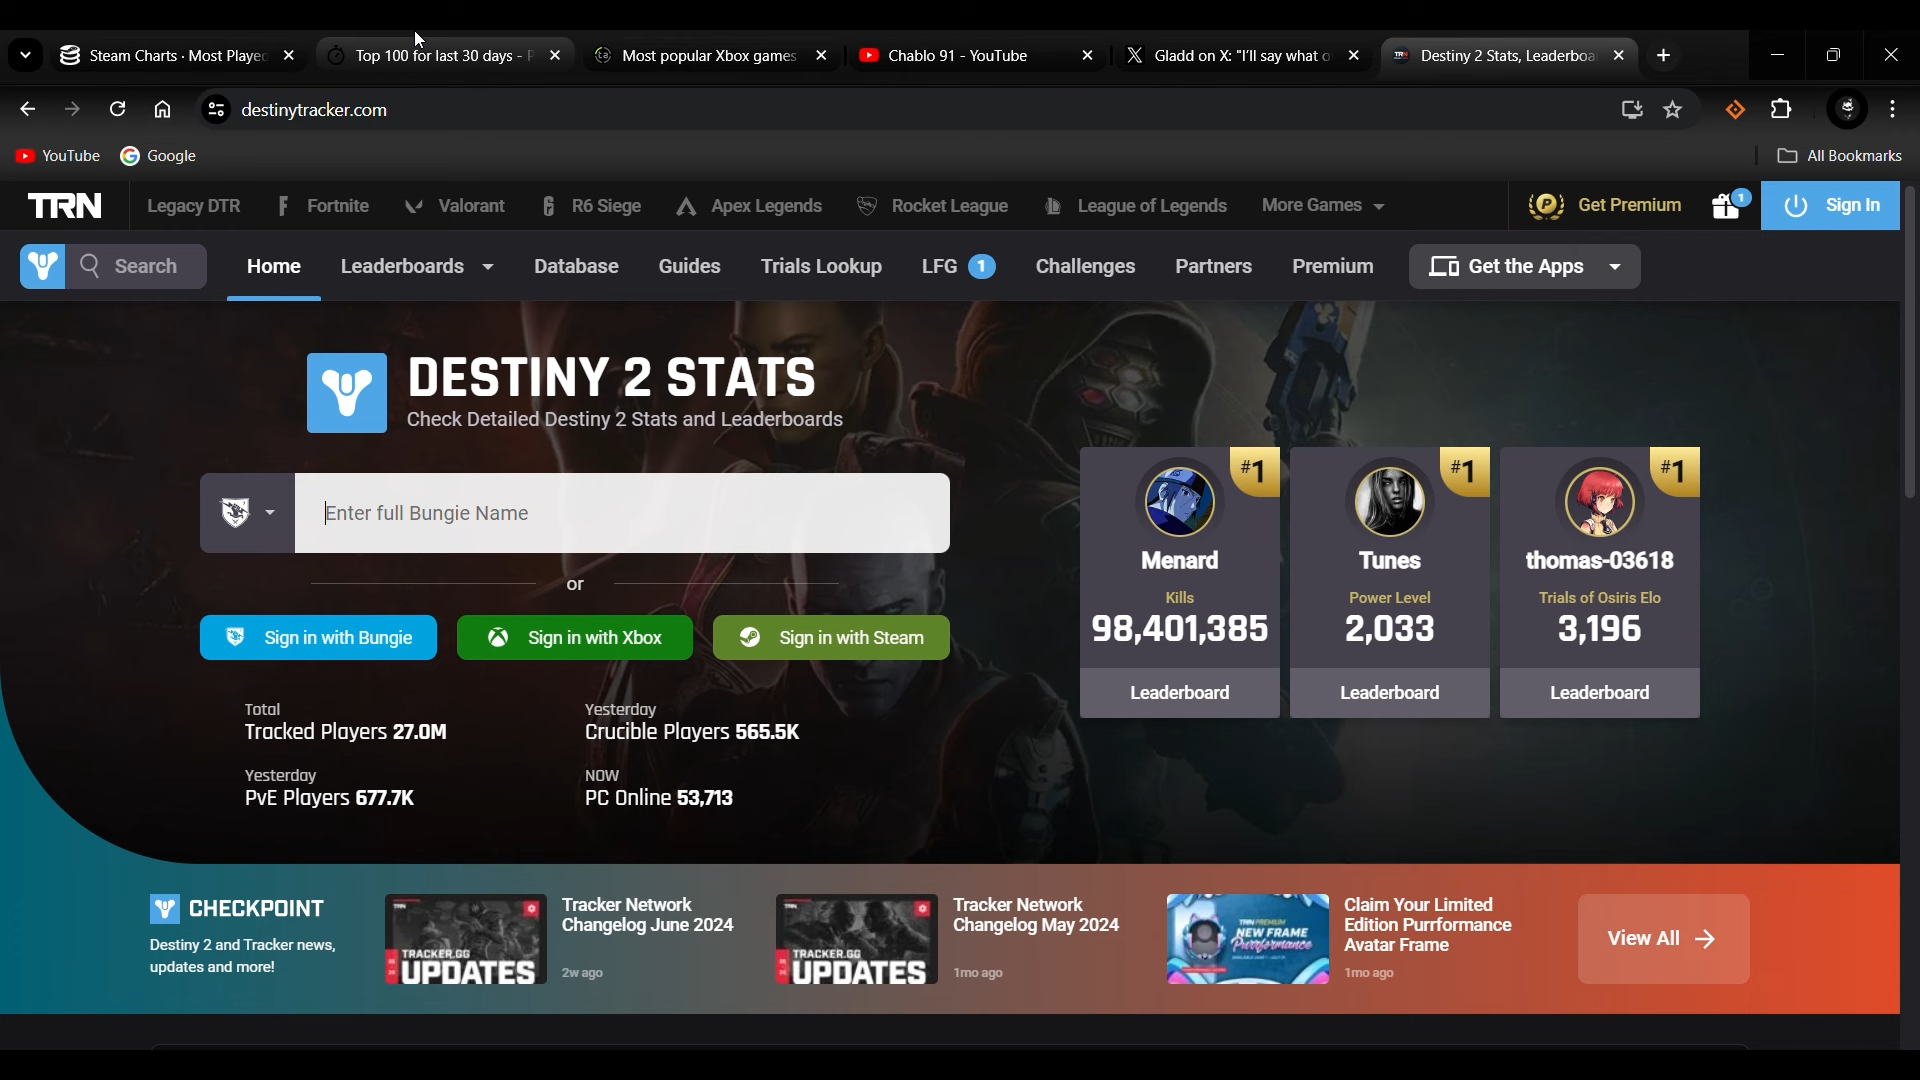 Steam Charts · Most Playe
Top 100 for last 30 days - P
Most popular Xbox games
Chablo 91 - YouTube
Gladd on X: "I'll say what o
Destiny 2 Stats, Leaderboa
destinytracker.com
YouTube
Google
All Bookmarks
TRN
Legacy DTR
Fortnite
Valorant
R6 Siege
Apex Legends
Rocket League
League of Legends
More Games
Get Premium
1
Sign In
Search
Home
Leaderboards
Database
Guides
Trials Lookup
LFG 1
Challenges
Partners
Premium
Get the Apps
DESTINY 2 STATS
Check Detailed Destiny 2 Stats and Leaderboards
Enter full Bungie Name
or
Sign in with Bungie
Sign in with Xbox
Sign in with Steam
Total
Tracked Players 27.0M
Yesterday
Crucible Players 565.5K
Yesterday
PvE Players 677.7K
NOW
PC Online 53,713
#1
Menard
Kills
98,401,385
Leaderboard
#1
Tunes
Power Level
2,033
Leaderboard
#1
thomas-03618
Trials of Osiris Elo
3,196
Leaderboard
CHECKPOINT
Destiny 2 and Tracker news,
updates and more!
TRACKER.GG
UPDATES
Tracker Network
Changelog June 2024
2w ago
TRACKER.GG
UPDATES
Tracker Network
Changelog May 2024
1mo ago
TRN PREMIUM
NEW FRAME
Purrformance
Claim Your Limited
Edition Purrformance
Avatar Frame
1mo ago
View All